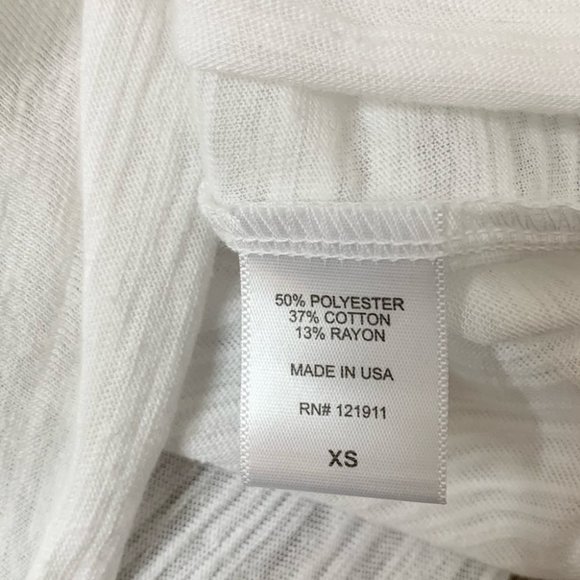 50% POLYESTER
37% COTTON
13% RAYON
MADE IN USA
RN# 121911
XS